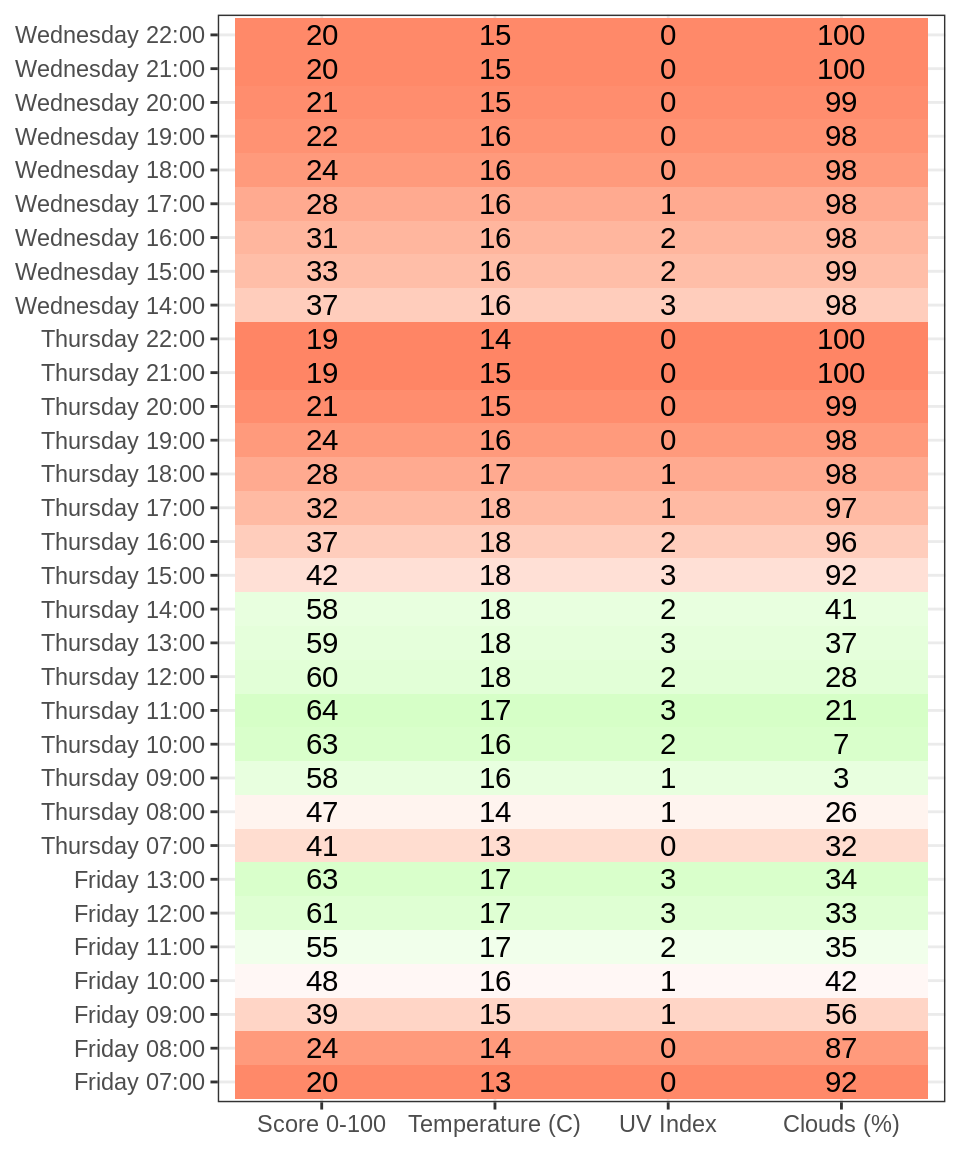 Wednesday 22:00 20 15 0 100
Wednesday 21:00 20 15 0 100
Wednesday 20:00 21 15 0 99
Wednesday 19:00 22 16 0 98
Wednesday 18:00 24 16 0 98
Wednesday 17:00 28 16 1 98
Wednesday 16:00 31 16 2 98
Wednesday 15:00 33 16 2 99
Wednesday 14:00 37 16 3 98
Thursday 22:00 19 14 0 100
Thursday 21:00 19 15 0 100
Thursday 20:00 21 15 0 99
Thursday 19:00 24 16 0 98
Thursday 18:00 28 17 1 98
Thursday 17:00 32 18 1 97
Thursday 16:00 37 18 2 96
Thursday 15:00 42 18 3 92
Thursday 14:00 58 18 2 41
Thursday 13:00 59 18 3 37
Thursday 12:00 60 18 2 28
Thursday 11:00 64 17 3 21
Thursday 10:00 63 16 2 7
Thursday 09:00 58 16 1 3
Thursday 08:00 47 14 1 26
Thursday 07:00 41 13 0 32
Friday 13:00 63 17 3 34
Friday 12:00 61 17 3 33
Friday 11:00 55 17 2 35
Friday 10:00 48 16 1 42
Friday 09:00 39 15 1 56
Friday 08:00 24 14 0 87
Friday 07:00 20 13 0 92
Score 0-100 Temperature (C) UV Index Clouds (%)